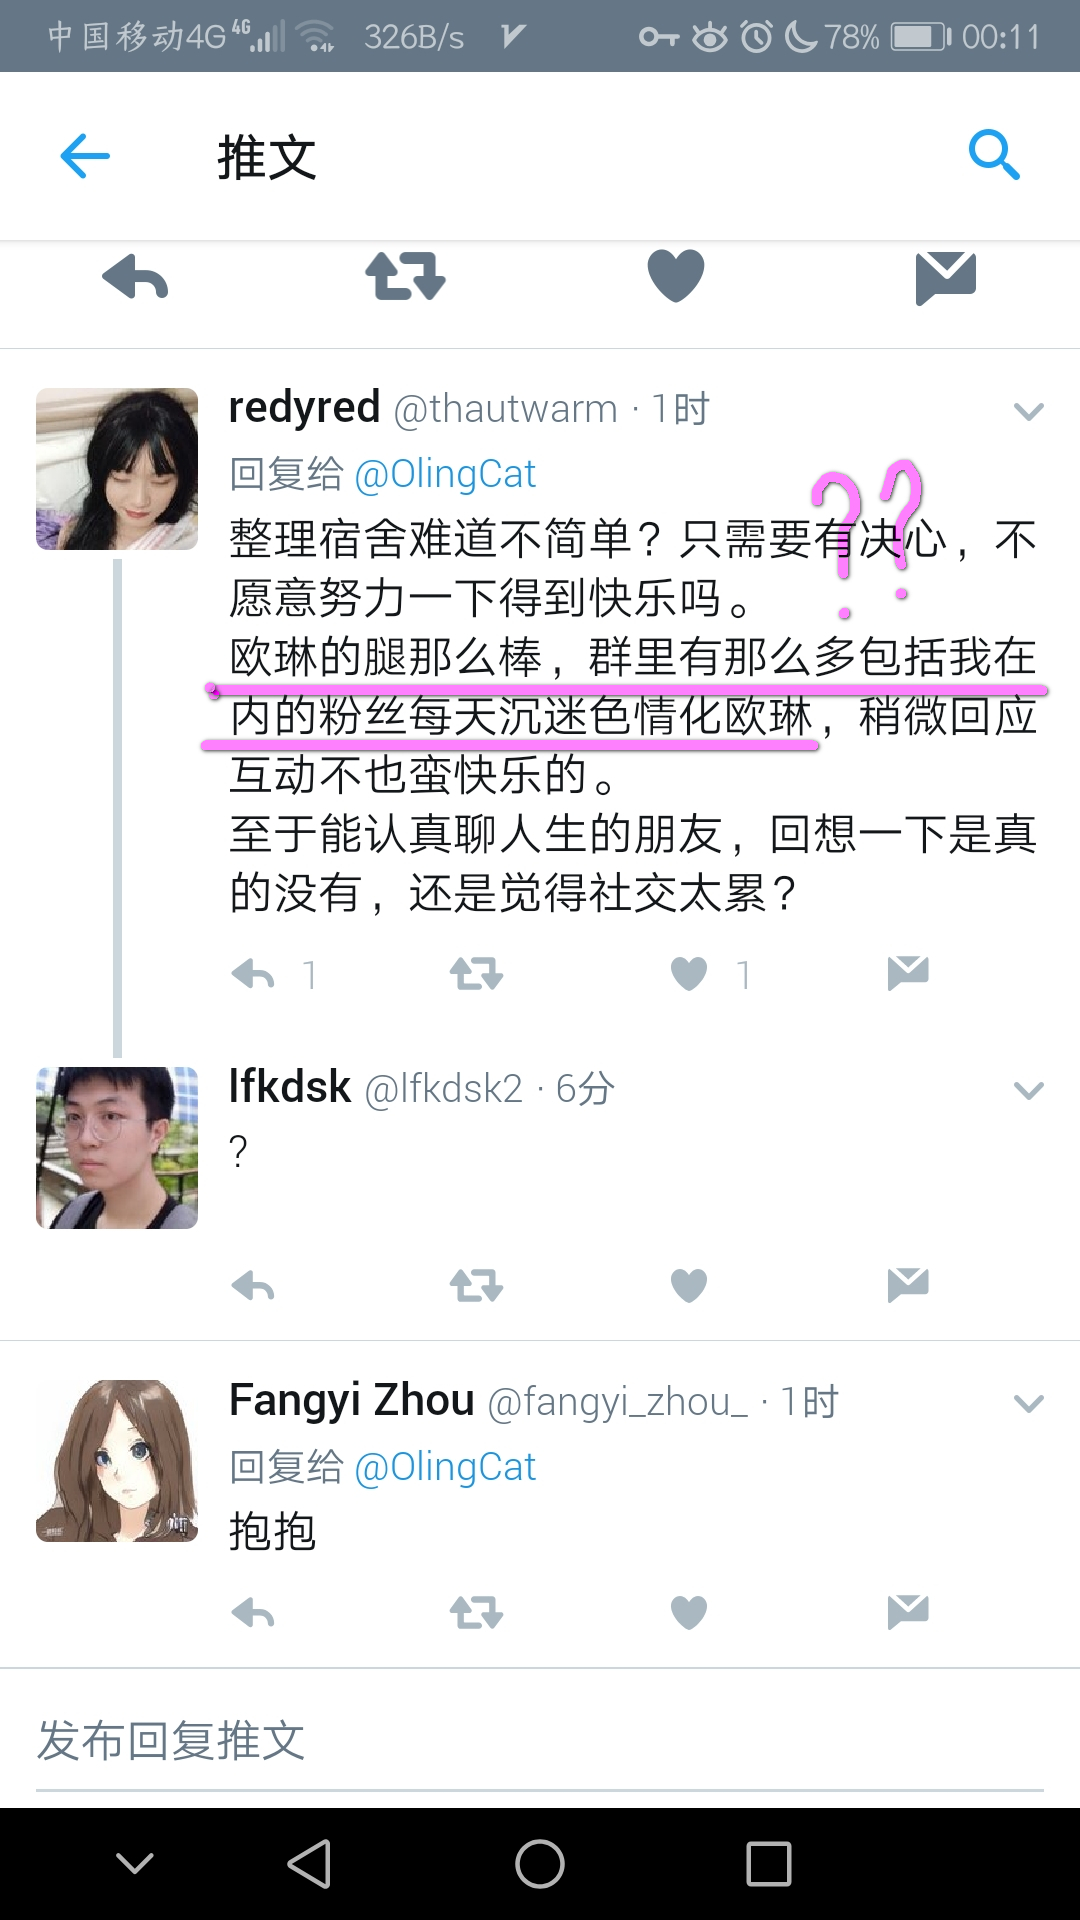 中国移动4G 4G 326B/s 78% 00:11
推文
redyred @thautwarm · 1时
回复给 @OlingCat
整理宿舍难道不简单？只需要有决心，不
愿意努力一下得到快乐吗。
欧琳的腿那么棒，群里有那么多包括我在
内的粉丝每天沉迷色情化欧琳，稍微回应
互动不也蛮快乐的。
至于能认真聊人生的朋友，回想一下是真
的没有，还是觉得社交太累？
??
1 1
lfkdsk @lfkdsk2 · 6分
?
Fangyi Zhou @fangyi_zhou_ · 1时
回复给 @OlingCat
抱抱
发布回复推文